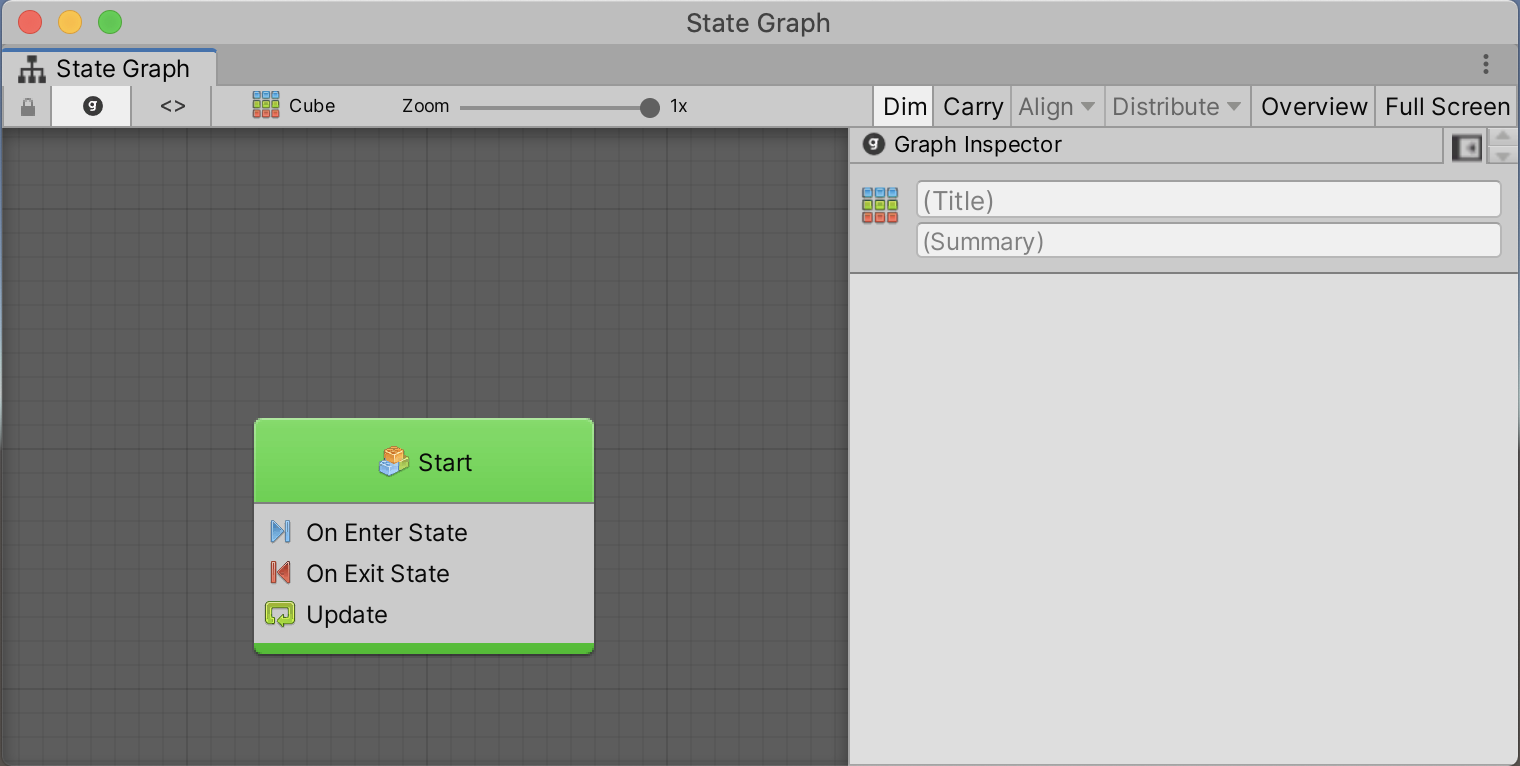 State Graph
State Graph
g <> Cube Zoom 1x Dim Carry Align Distribute Overview Full Screen
g Graph Inspector
(Title)
(Summary)
Start
On Enter State
On Exit State
Update